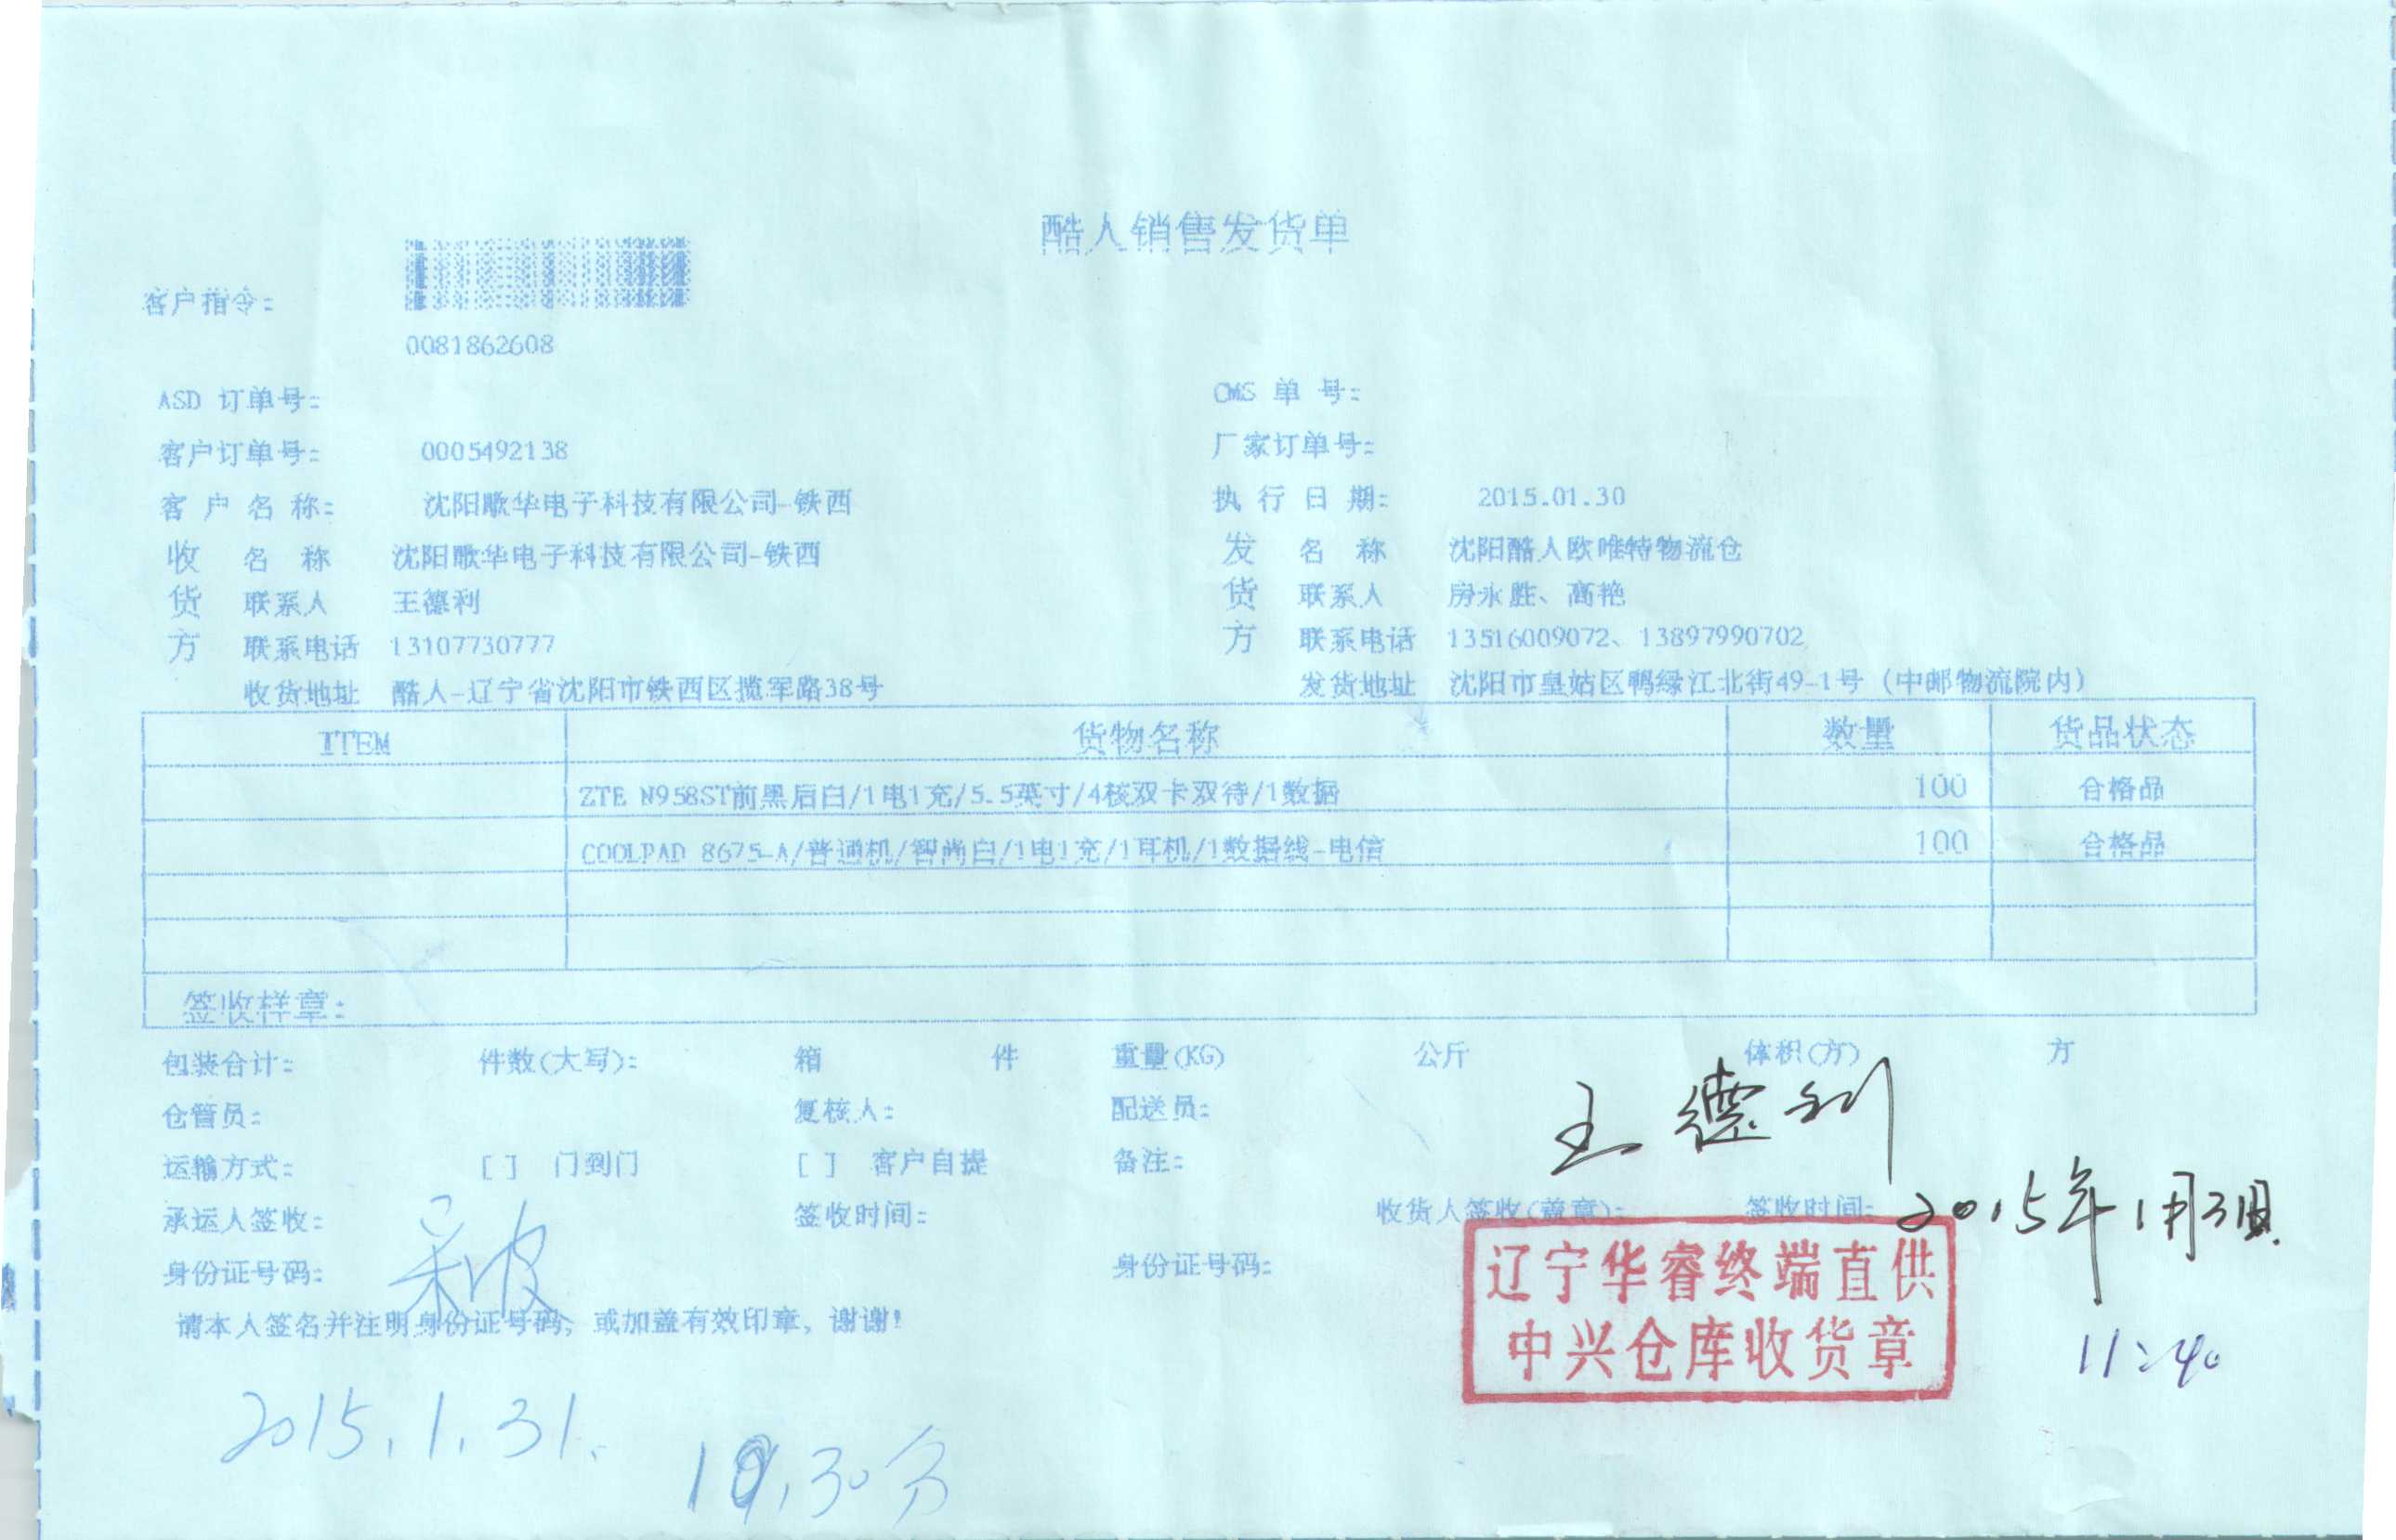 酷人销售发货单
客户指令:
0081862608
ASD 订单号: CMS 单 号:
客户订单号: 0005492138 厂家订单号:
客 户 名 称: 沈阳歌华电子科技有限公司-铁西 执 行 日 期: 2015.01.30
收 名 称 沈阳歌华电子科技有限公司-铁西 发 名 称 沈阳酷人欧唯特物流仓
货 联系人 王德利 货 联系人 房永胜、高艳
方 联系电话 13107730777 方 联系电话 13516009072、13897990702
收货地址 酷人-辽宁省沈阳市铁西区揽军路38号 发货地址 沈阳市皇姑区鸭绿江北街49-1号（中邮物流院内）
ITEM 货物名称 数量 货品状态
ZTE N958ST前黑后白/1电1充/5.5英寸/4核双卡双待/1数据 100 合格品
COOLPAD 8675-A/普通机/智尚白/1电1充/1耳机/1数据线-电信 100 合格品
签收样章:
包装合计: 件数(大写): 箱 件 重量(KG) 公斤 体积(方) 方
仓管员: 复核人: 配送员: 王德利
运输方式: [ ] 门到门 [ ] 客户自提 备注:
承运人签收: 签收时间: 收货人签收(盖章): 签收时间: 2015年1月31日
身份证号码: 身份证号码:
辽宁华睿终端直供
中兴仓库收货章
请本人签名并注明身份证号码, 或加盖有效印章, 谢谢!
11:40
2015.1.31.
30分